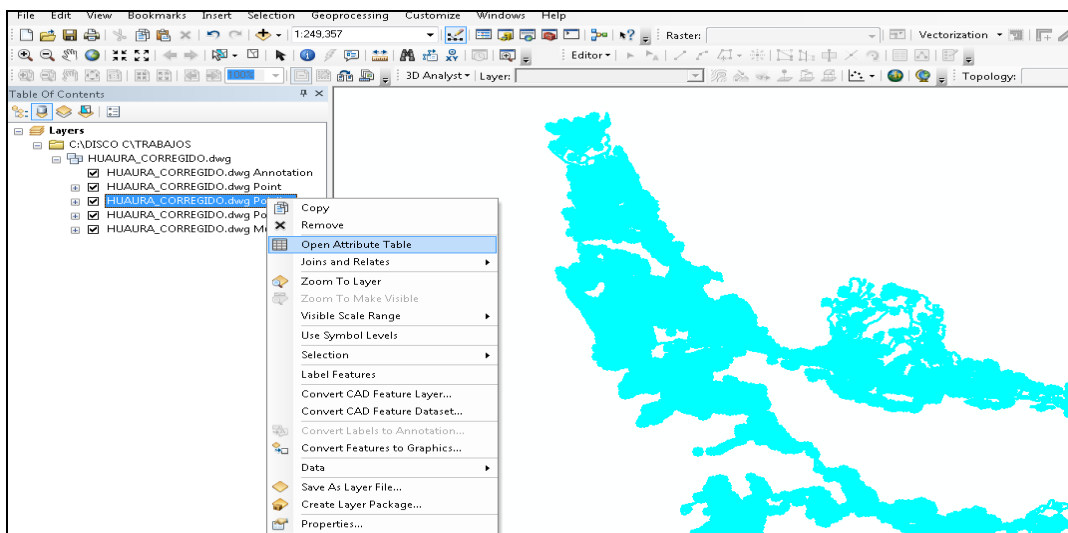 File Edit View Bookmarks Insert Selection Geoprocessing Customize Windows Help
1:249,357 Raster: Vectorization
Editor
100% 3D Analyst Layer: Topology:
Table Of Contents
Layers
C:\DISCO C\TRABAJOS
HUAURA_CORREGIDO.dwg
HUAURA_CORREGIDO.dwg Annotation
HUAURA_CORREGIDO.dwg Point
HUAURA_CORREGIDO.dwg
HUAURA_CORREGIDO.dwg Po
HUAURA_CORREGIDO.dwg
Copy
Remove
Open Attribute Table
Joins and Relates
Zoom To Layer
Zoom To Make Visible
Visible Scale Range
Use Symbol Levels
Selection
Label Features
Convert CAD Feature Layer...
Convert CAD Feature Dataset...
Convert Labels to Annotation...
Convert Features to Graphics...
Data
Save As Layer File...
Create Layer Package...
Properties...